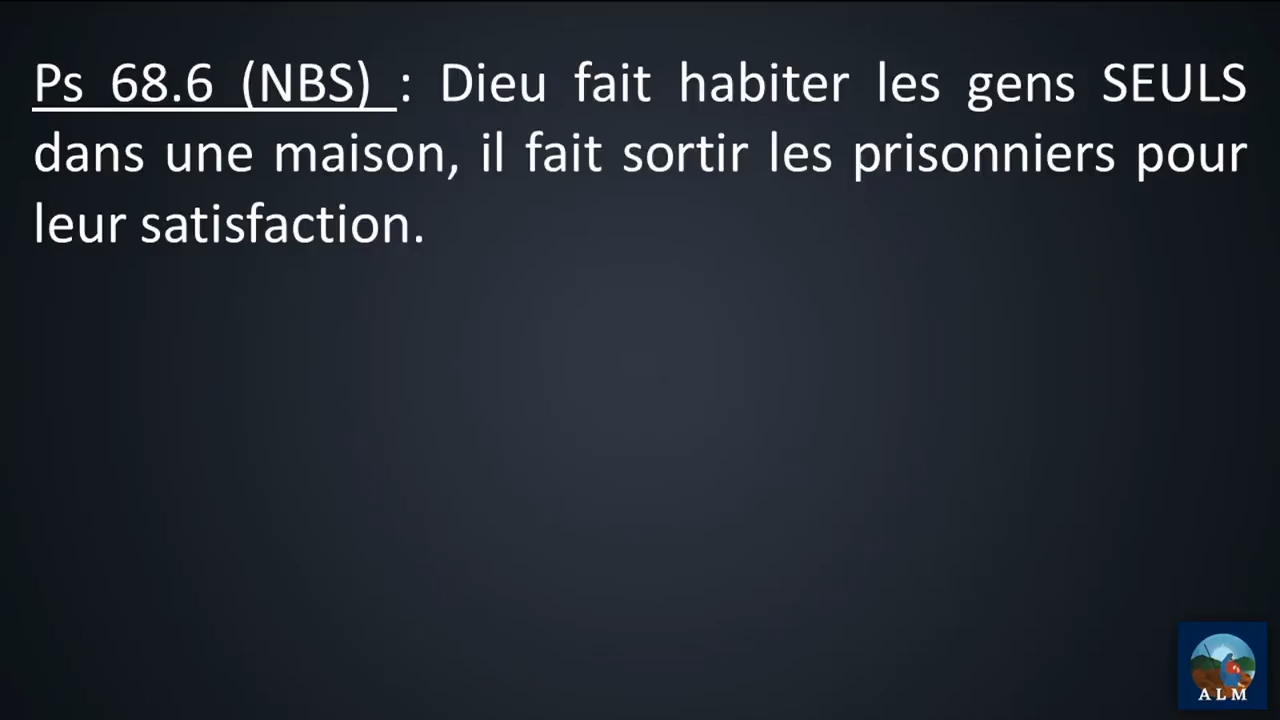 Ps 68.6 (NBS) : Dieu fait habiter les gens SEULS
dans une maison, il fait sortir les prisonniers pour
leur satisfaction.
ALM